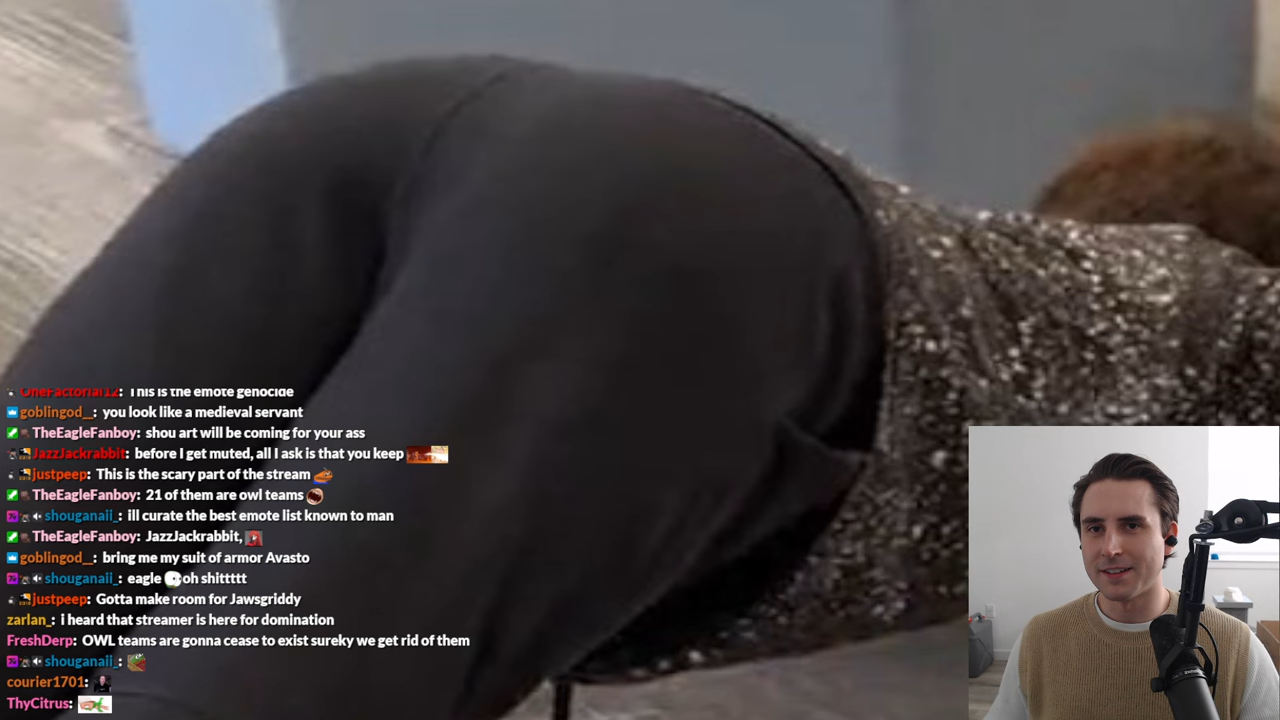 OneFactorial12: This is the emote genocide
goblingod__: you look like a medieval servant
TheEagleFanboy: shou art will be coming for your ass
JazzJackrabbit: before I get muted, all I ask is that you keep
justpeep: This is the scary part of the stream
TheEagleFanboy: 21 of them are owl teams
shouganaii_: ill curate the best emote list known to man
TheEagleFanboy: JazzJackrabbit,
goblingod__: bring me my suit of armor Avasto
shouganaii_: eagle oh shittttt
justpeep: Gotta make room for Jawsgriddy
zarlan_: i heard that streamer is here for domination
FreshDerp: OWL teams are gonna cease to exist sureky we get rid of them
shouganaii_:
courier1701:
ThyCitrus: